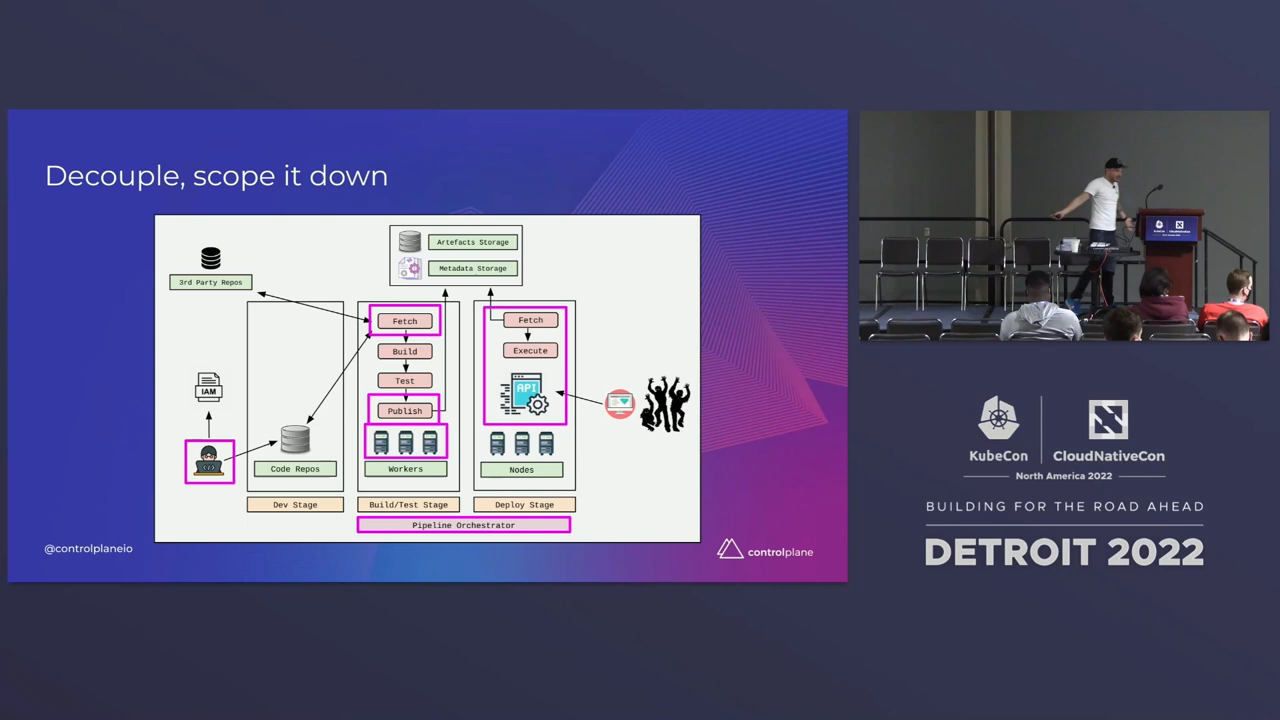 Decouple, scope it down
Artefacts Storage
Metadata Storage
3rd Party Repos
IAM
Code Repos
Dev Stage
Fetch
Build
Test
Publish
Workers
Build/Test Stage
Fetch
Execute
API
Nodes
Deploy Stage
Pipeline Orchestrator
@controlplaneio
controlplane
KubeCon
CloudNativeCon
North America 2022
BUILDING FOR THE ROAD AHEAD
DETROIT 2022